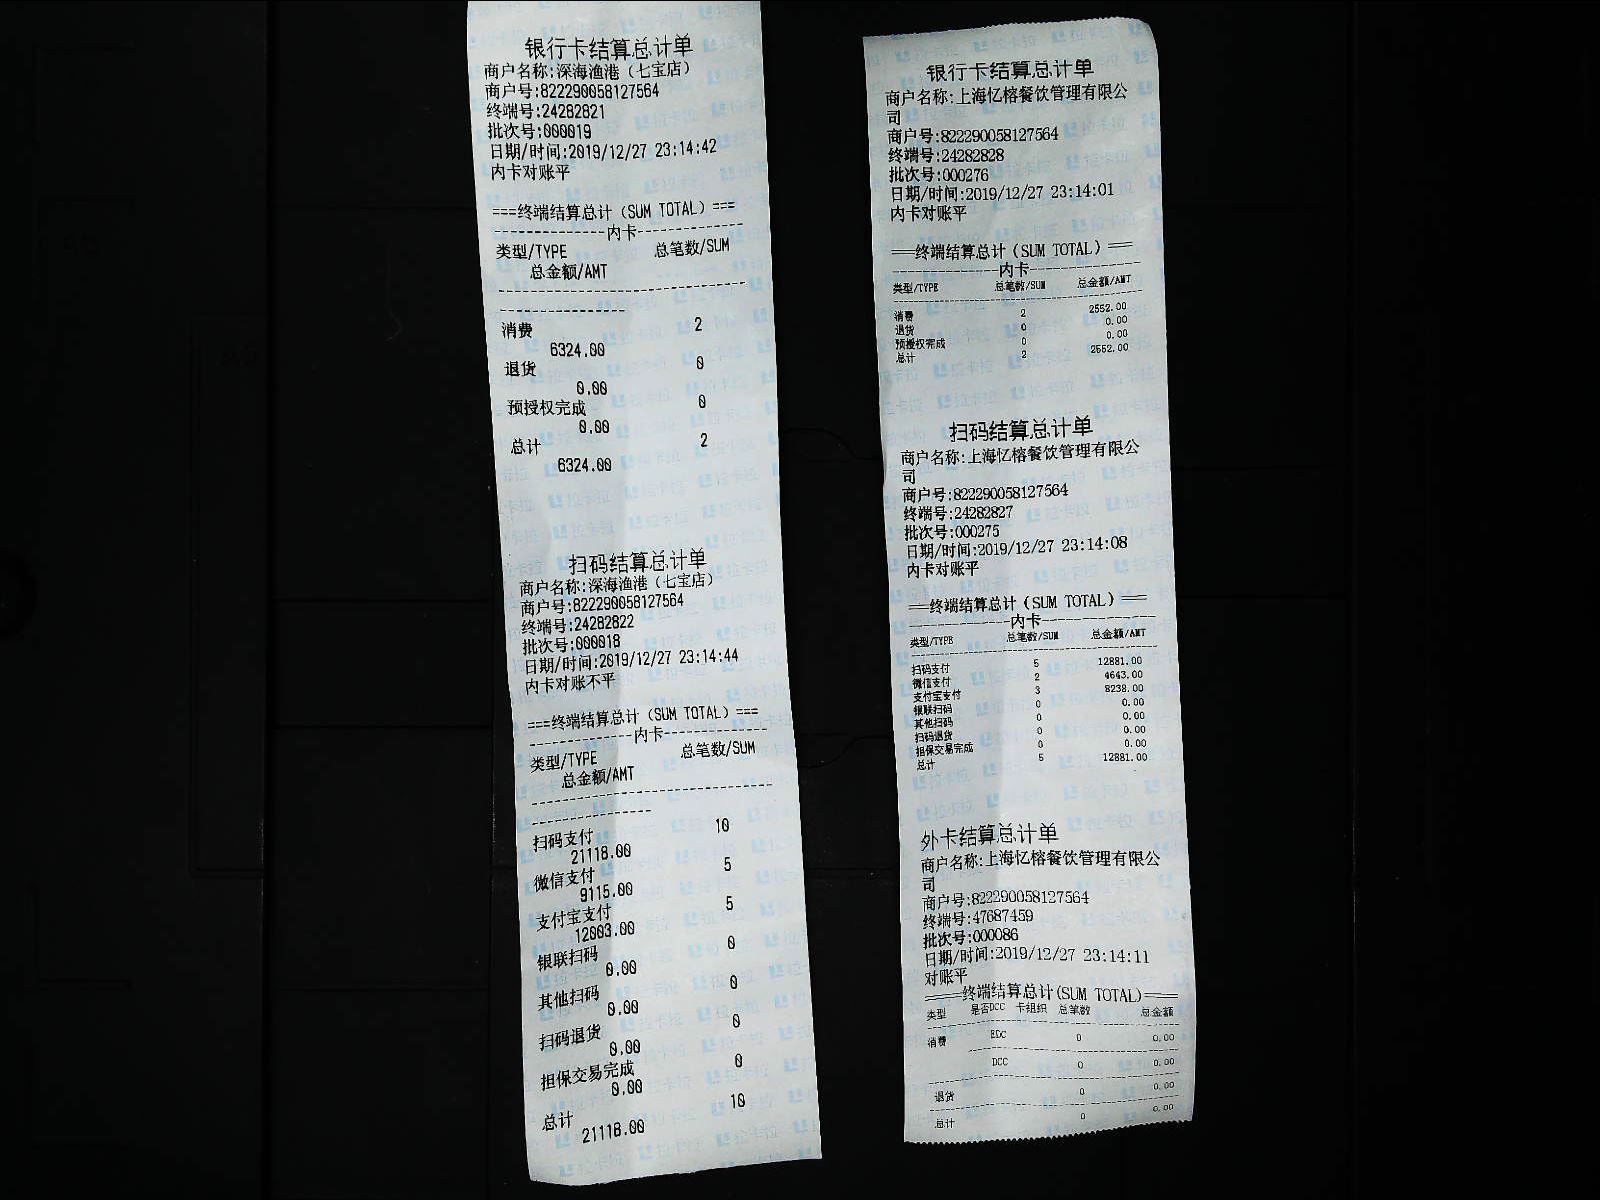 银行卡结算总计单
商户名称:深海渔港（七宝店）
商户号:822290058127564
终端号:24282821
批次号:000019
日期/时间:2019/12/27 23:14:42
内卡对账平
===终端结算总计（SUM TOTAL）===
---------------内卡---------------
类型/TYPE 总笔数/SUM
总金额/AMT
消费 2
6324.00
退货 0
0.00
预授权完成 0
0.00
总计 2
6324.00
扫码结算总计单
商户名称:深海渔港（七宝店）
商户号:822290058127564
终端号:24282822
批次号:000018
日期/时间:2019/12/27 23:14:44
内卡对账不平
===终端结算总计（SUM TOTAL）===
---------------内卡---------------
类型/TYPE 总笔数/SUM
总金额/AMT
扫码支付 10
21118.00
微信支付 5
9115.00
支付宝支付 5
12003.00
银联扫码 0
0.00
其他扫码 0
0.00
扫码退货 0
0.00
担保交易完成 0
0.00
总计 10
21118.00
银行卡结算总计单
商户名称:上海忆榕餐饮管理有限公
司
商户号:822290058127564
终端号:24282828
批次号:000276
日期/时间:2019/12/27 23:14:01
内卡对账平
===终端结算总计（SUM TOTAL）===
---------------内卡---------------
类型/TYPE 总笔数/SUM 总金额/AMT
消费 2 2552.00
退货 0 0.00
预授权完成 0 0.00
总计 2 2552.00
扫码结算总计单
商户名称:上海忆榕餐饮管理有限公
司
商户号:822290058127564
终端号:24282827
批次号:000275
日期/时间:2019/12/27 23:14:08
内卡对账平
===终端结算总计（SUM TOTAL）===
---------------内卡---------------
类型/TYPE 总笔数/SUM 总金额/AMT
扫码支付 5 12881.00
微信支付 2 4643.00
支付宝支付 3 8238.00
银联扫码 0 0.00
其他扫码 0 0.00
扫码退货 0 0.00
担保交易完成 0 0.00
总计 5 12881.00
外卡结算总计单
商户名称:上海忆榕餐饮管理有限公
司
商户号:822290058127564
终端号:47687459
批次号:000086
日期/时间:2019/12/27 23:14:11
对账平
====终端结算总计(SUM TOTAL)====
类型 是否DCC 卡组织 总笔数 总金额
消费 EDC 0 0.00
DCC 0 0.00
退货 0 0.00
总计 0 0.00